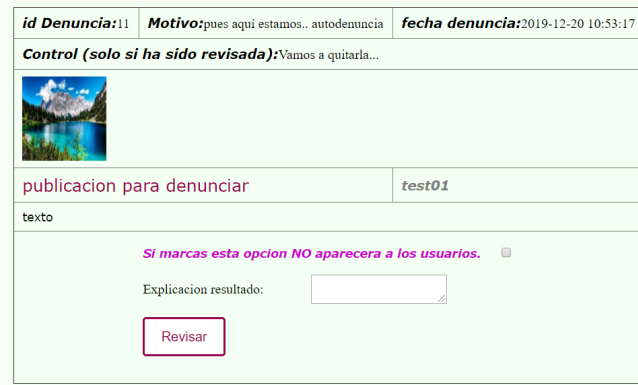 id Denuncia:11 Motivo:pues aquí estamos.. autodenuncia fecha denuncia:2019-12-20 10:53:17
Control (solo si ha sido revisada):Vamos a quitarla...
publicacion para denunciar test01
texto
Si marcas esta opcion NO aparecera a los usuarios.
Explicacion resultado:
Revisar